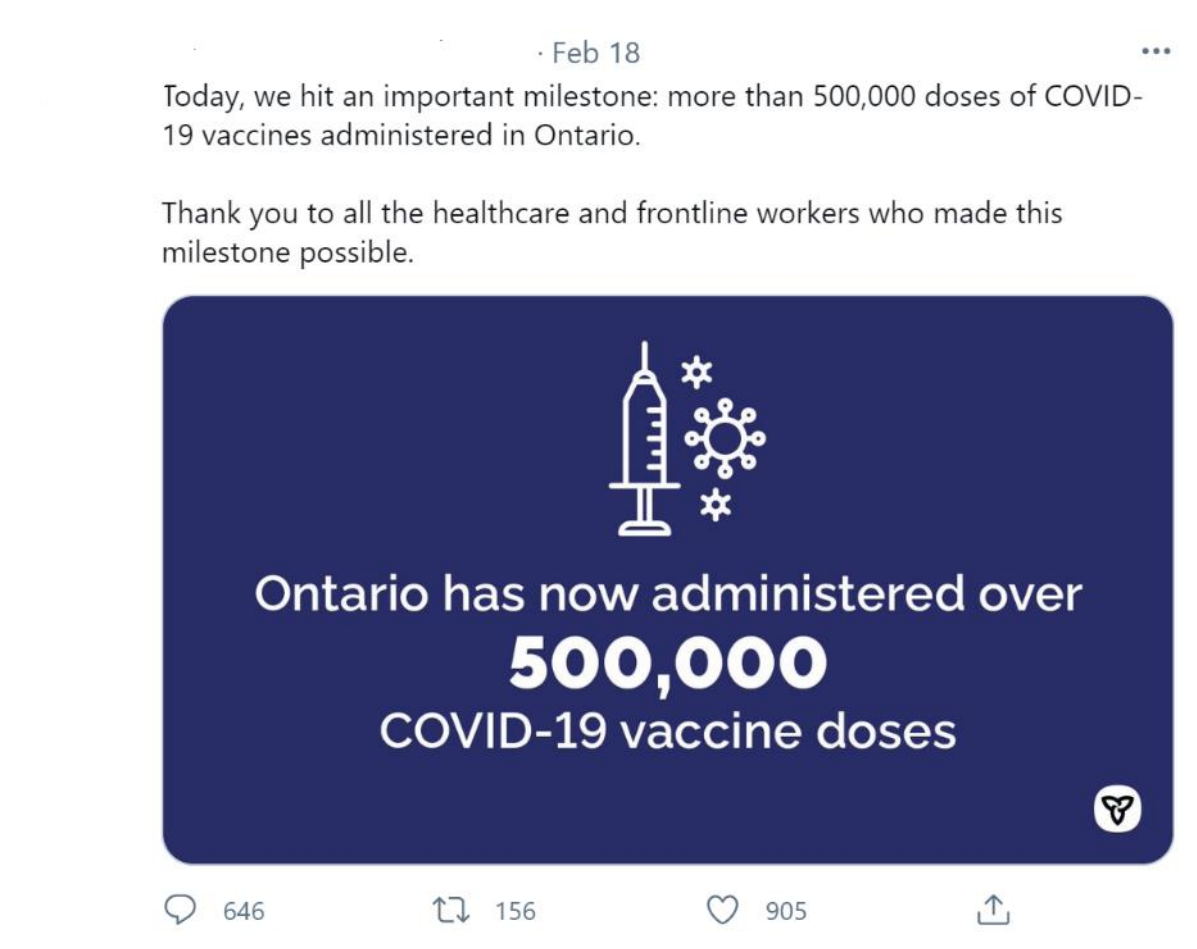 · Feb 18
Today, we hit an important milestone: more than 500,000 doses of COVID-
19 vaccines administered in Ontario.
Thank you to all the healthcare and frontline workers who made this
milestone possible.
Ontario has now administered over
500,000
COVID-19 vaccine doses
646 156 905